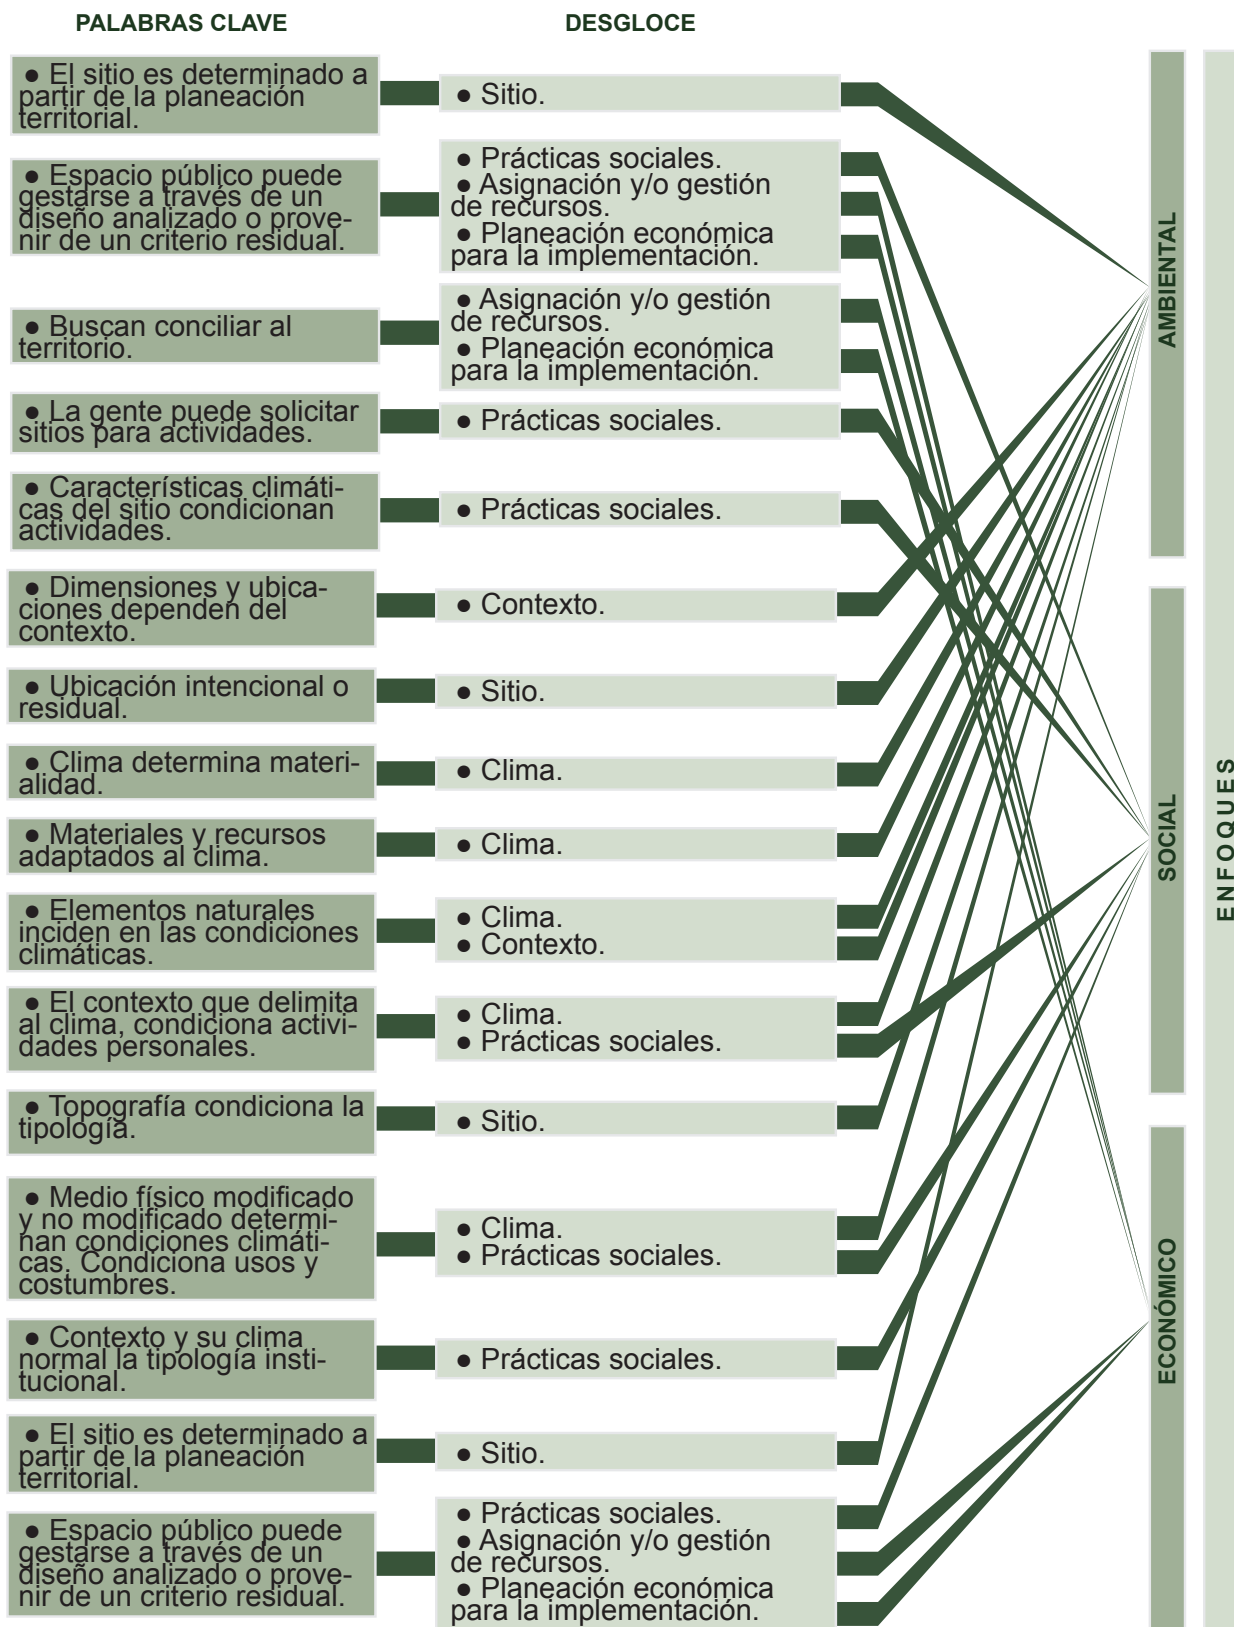 PALABRAS CLAVE
DESGLOCE
● El sitio es determinado a
partir de la planeación
territorial.
● Sitio.
● Espacio público puede
gestarse a través de un
diseño analizado o prove-
nir de un criterio residual.
● Prácticas sociales.
● Asignación y/o gestión
de recursos.
● Planeación económica
para la implementación.
● Buscan conciliar al
territorio.
● Asignación y/o gestión
de recursos.
● Planeación económica
para la implementación.
● La gente puede solicitar
sitios para actividades.
● Prácticas sociales.
● Características climáti-
cas del sitio condicionan
actividades.
● Prácticas sociales.
● Dimensiones y ubica-
ciones dependen del
contexto.
● Contexto.
● Ubicación intencional o
residual.
● Sitio.
● Clima determina materi-
alidad.
● Clima.
● Materiales y recursos
adaptados al clima.
● Clima.
● Elementos naturales
inciden en las condiciones
climáticas.
● Clima.
● Contexto.
● El contexto que delimita
al clima, condiciona activi-
dades personales.
● Clima.
● Prácticas sociales.
● Topografía condiciona la
tipología.
● Sitio.
● Medio físico modificado
y no modificado determi-
nan condiciones climáti-
cas. Condiciona usos y
costumbres.
● Clima.
● Prácticas sociales.
● Contexto y su clima
normal la tipología insti-
tucional.
● Prácticas sociales.
● El sitio es determinado a
partir de la planeación
territorial.
● Sitio.
● Espacio público puede
gestarse a través de un
diseño analizado o prove-
nir de un criterio residual.
● Prácticas sociales.
● Asignación y/o gestión
de recursos.
● Planeación económica
para la implementación.
AMBIENTAL
SOCIAL
ECONÓMICO
ENFOQUES